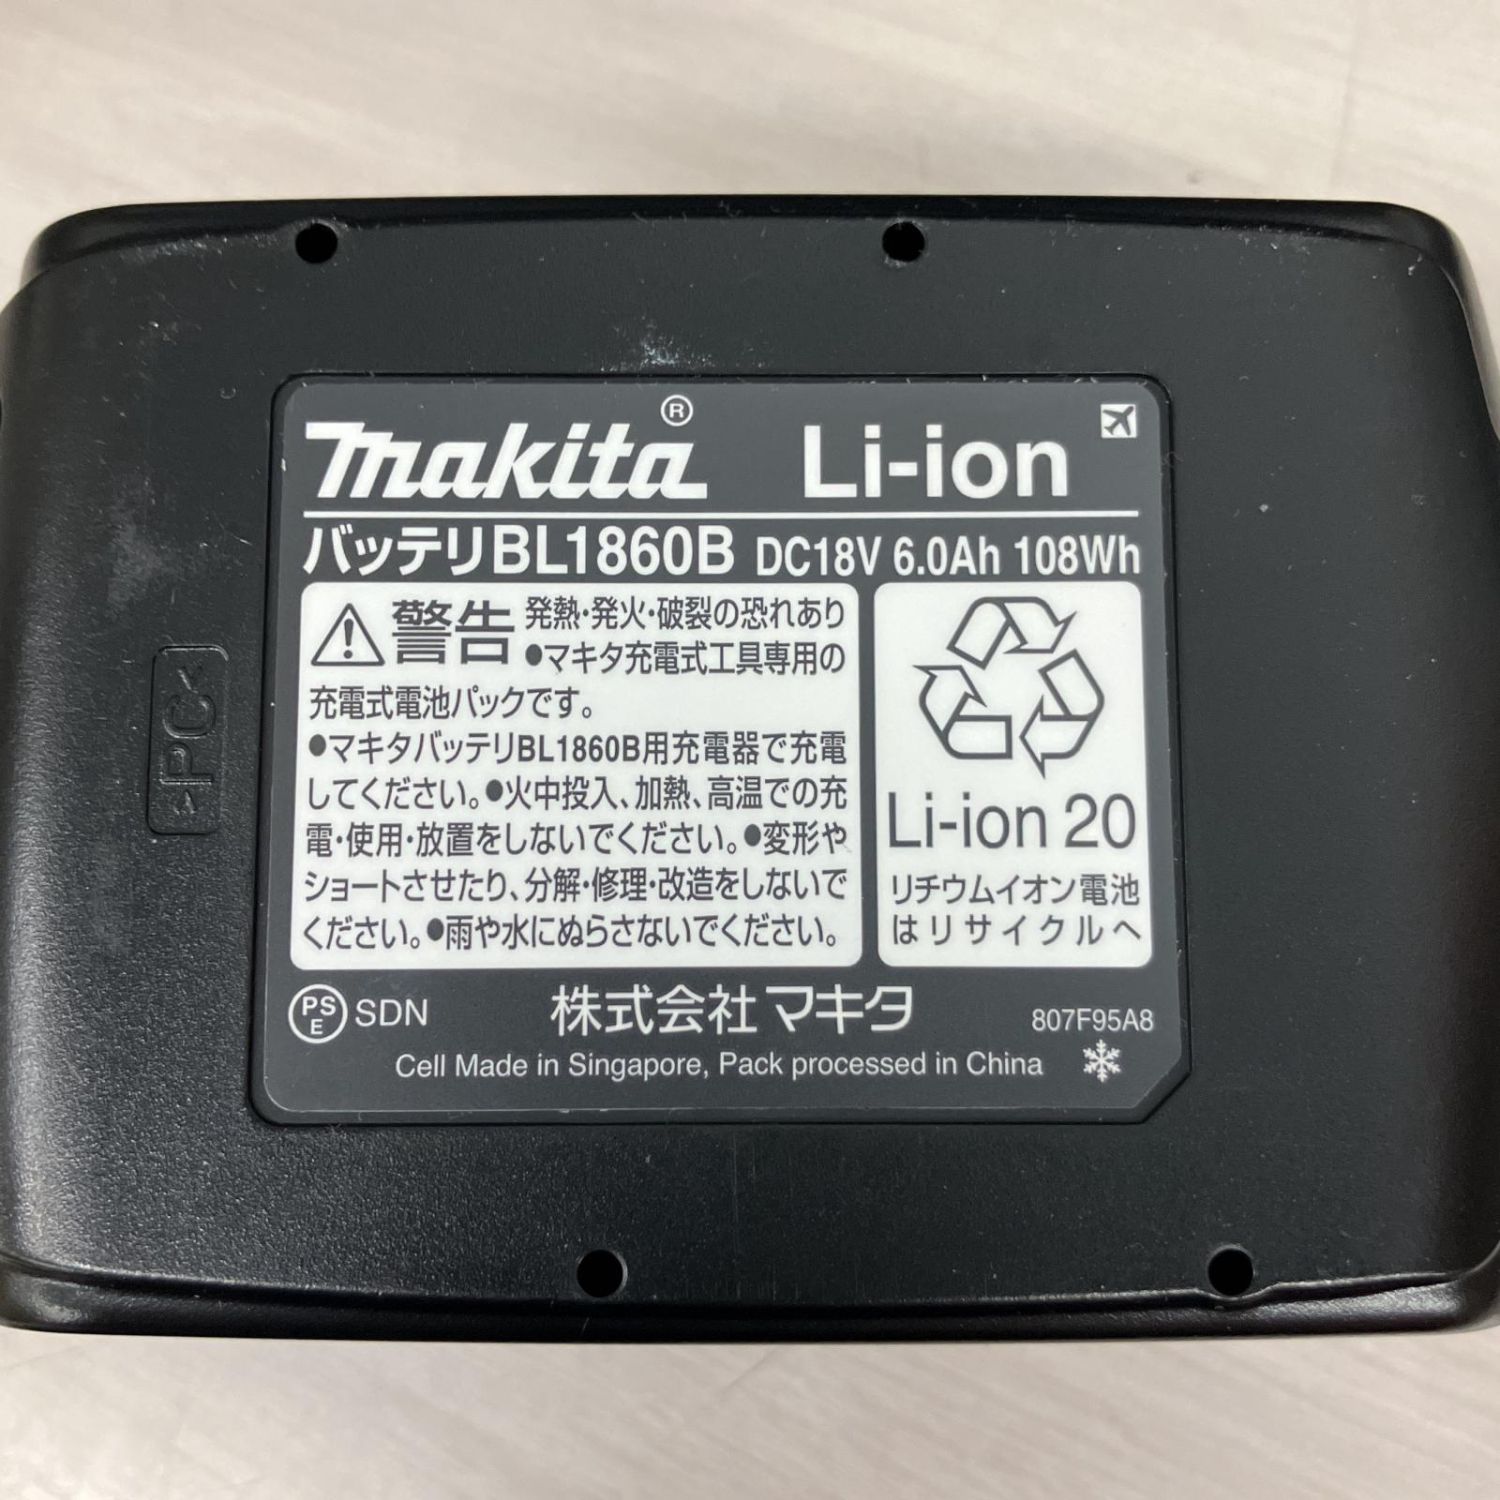 makita® Li-ion
バッテリBL1860B DC18V 6.0Ah 108Wh
警告 発熱・発火・破裂の恐れあり
●マキタ充電式工具専用の
充電式電池パックです。
●マキタバッテリBL1860B用充電器で充電
してください。●火中投入、加熱、高温での充
電・使用・放置をしないでください。●変形や
ショートさせたり、分解・修理・改造をしないで
ください。●雨や水にぬらさないでください。
Li-ion 20
リチウムイオン電池
はリサイクルへ
PSE SDN 株式会社マキタ 807F95A8
Cell Made in Singapore, Pack processed in China
>PC<